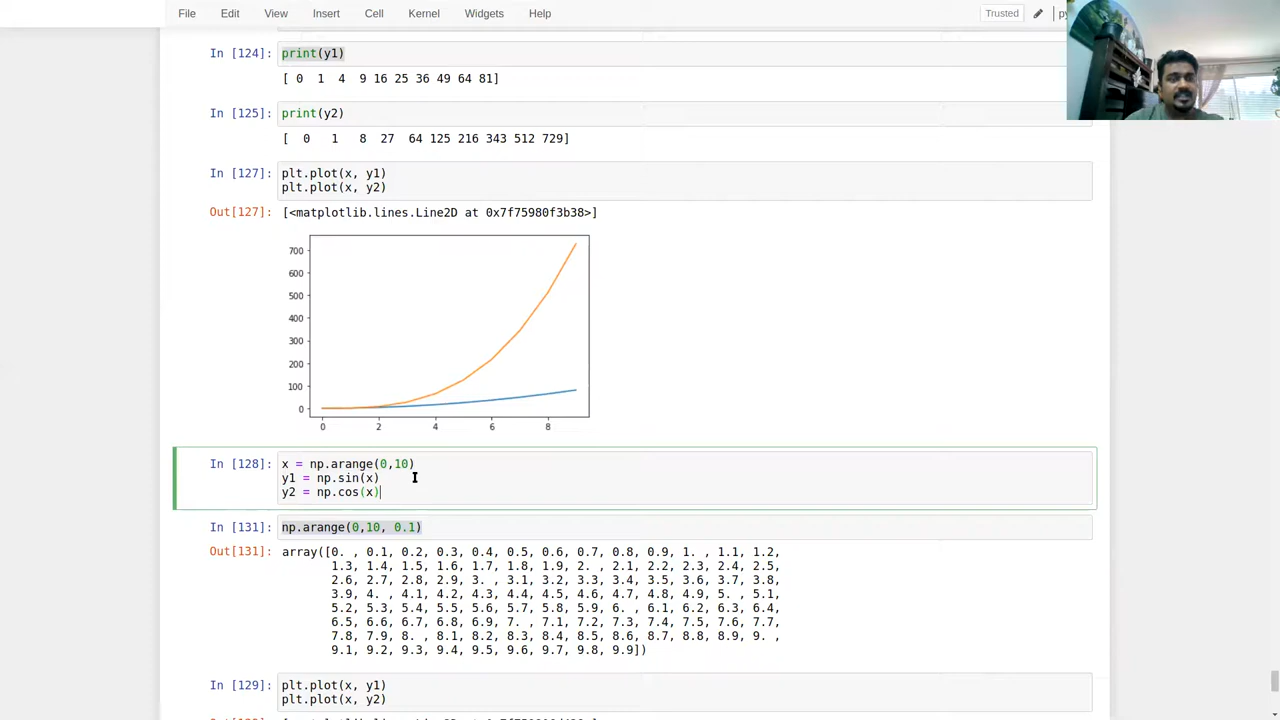 File Edit View Insert Cell Kernel Widgets Help Trusted
In [124]: print(y1)
[ 0 1 4 9 16 25 36 49 64 81]
In [125]: print(y2)
[ 0 1 8 27 64 125 216 343 512 729]
In [127]: plt.plot(x, y1)
plt.plot(x, y2)
Out[127]: [<matplotlib.lines.Line2D at 0x7f75980f3b38>]
700
600
500
400
300
200
100
0
0 2 4 6 8
In [128]: x = np.arange(0,10)
y1 = np.sin(x)
y2 = np.cos(x)
In [131]: np.arange(0,10, 0.1)
Out[131]: array([0. , 0.1, 0.2, 0.3, 0.4, 0.5, 0.6, 0.7, 0.8, 0.9, 1. , 1.1, 1.2,
1.3, 1.4, 1.5, 1.6, 1.7, 1.8, 1.9, 2. , 2.1, 2.2, 2.3, 2.4, 2.5,
2.6, 2.7, 2.8, 2.9, 3. , 3.1, 3.2, 3.3, 3.4, 3.5, 3.6, 3.7, 3.8,
3.9, 4. , 4.1, 4.2, 4.3, 4.4, 4.5, 4.6, 4.7, 4.8, 4.9, 5. , 5.1,
5.2, 5.3, 5.4, 5.5, 5.6, 5.7, 5.8, 5.9, 6. , 6.1, 6.2, 6.3, 6.4,
6.5, 6.6, 6.7, 6.8, 6.9, 7. , 7.1, 7.2, 7.3, 7.4, 7.5, 7.6, 7.7,
7.8, 7.9, 8. , 8.1, 8.2, 8.3, 8.4, 8.5, 8.6, 8.7, 8.8, 8.9, 9. ,
9.1, 9.2, 9.3, 9.4, 9.5, 9.6, 9.7, 9.8, 9.9])
In [129]: plt.plot(x, y1)
plt.plot(x, y2)